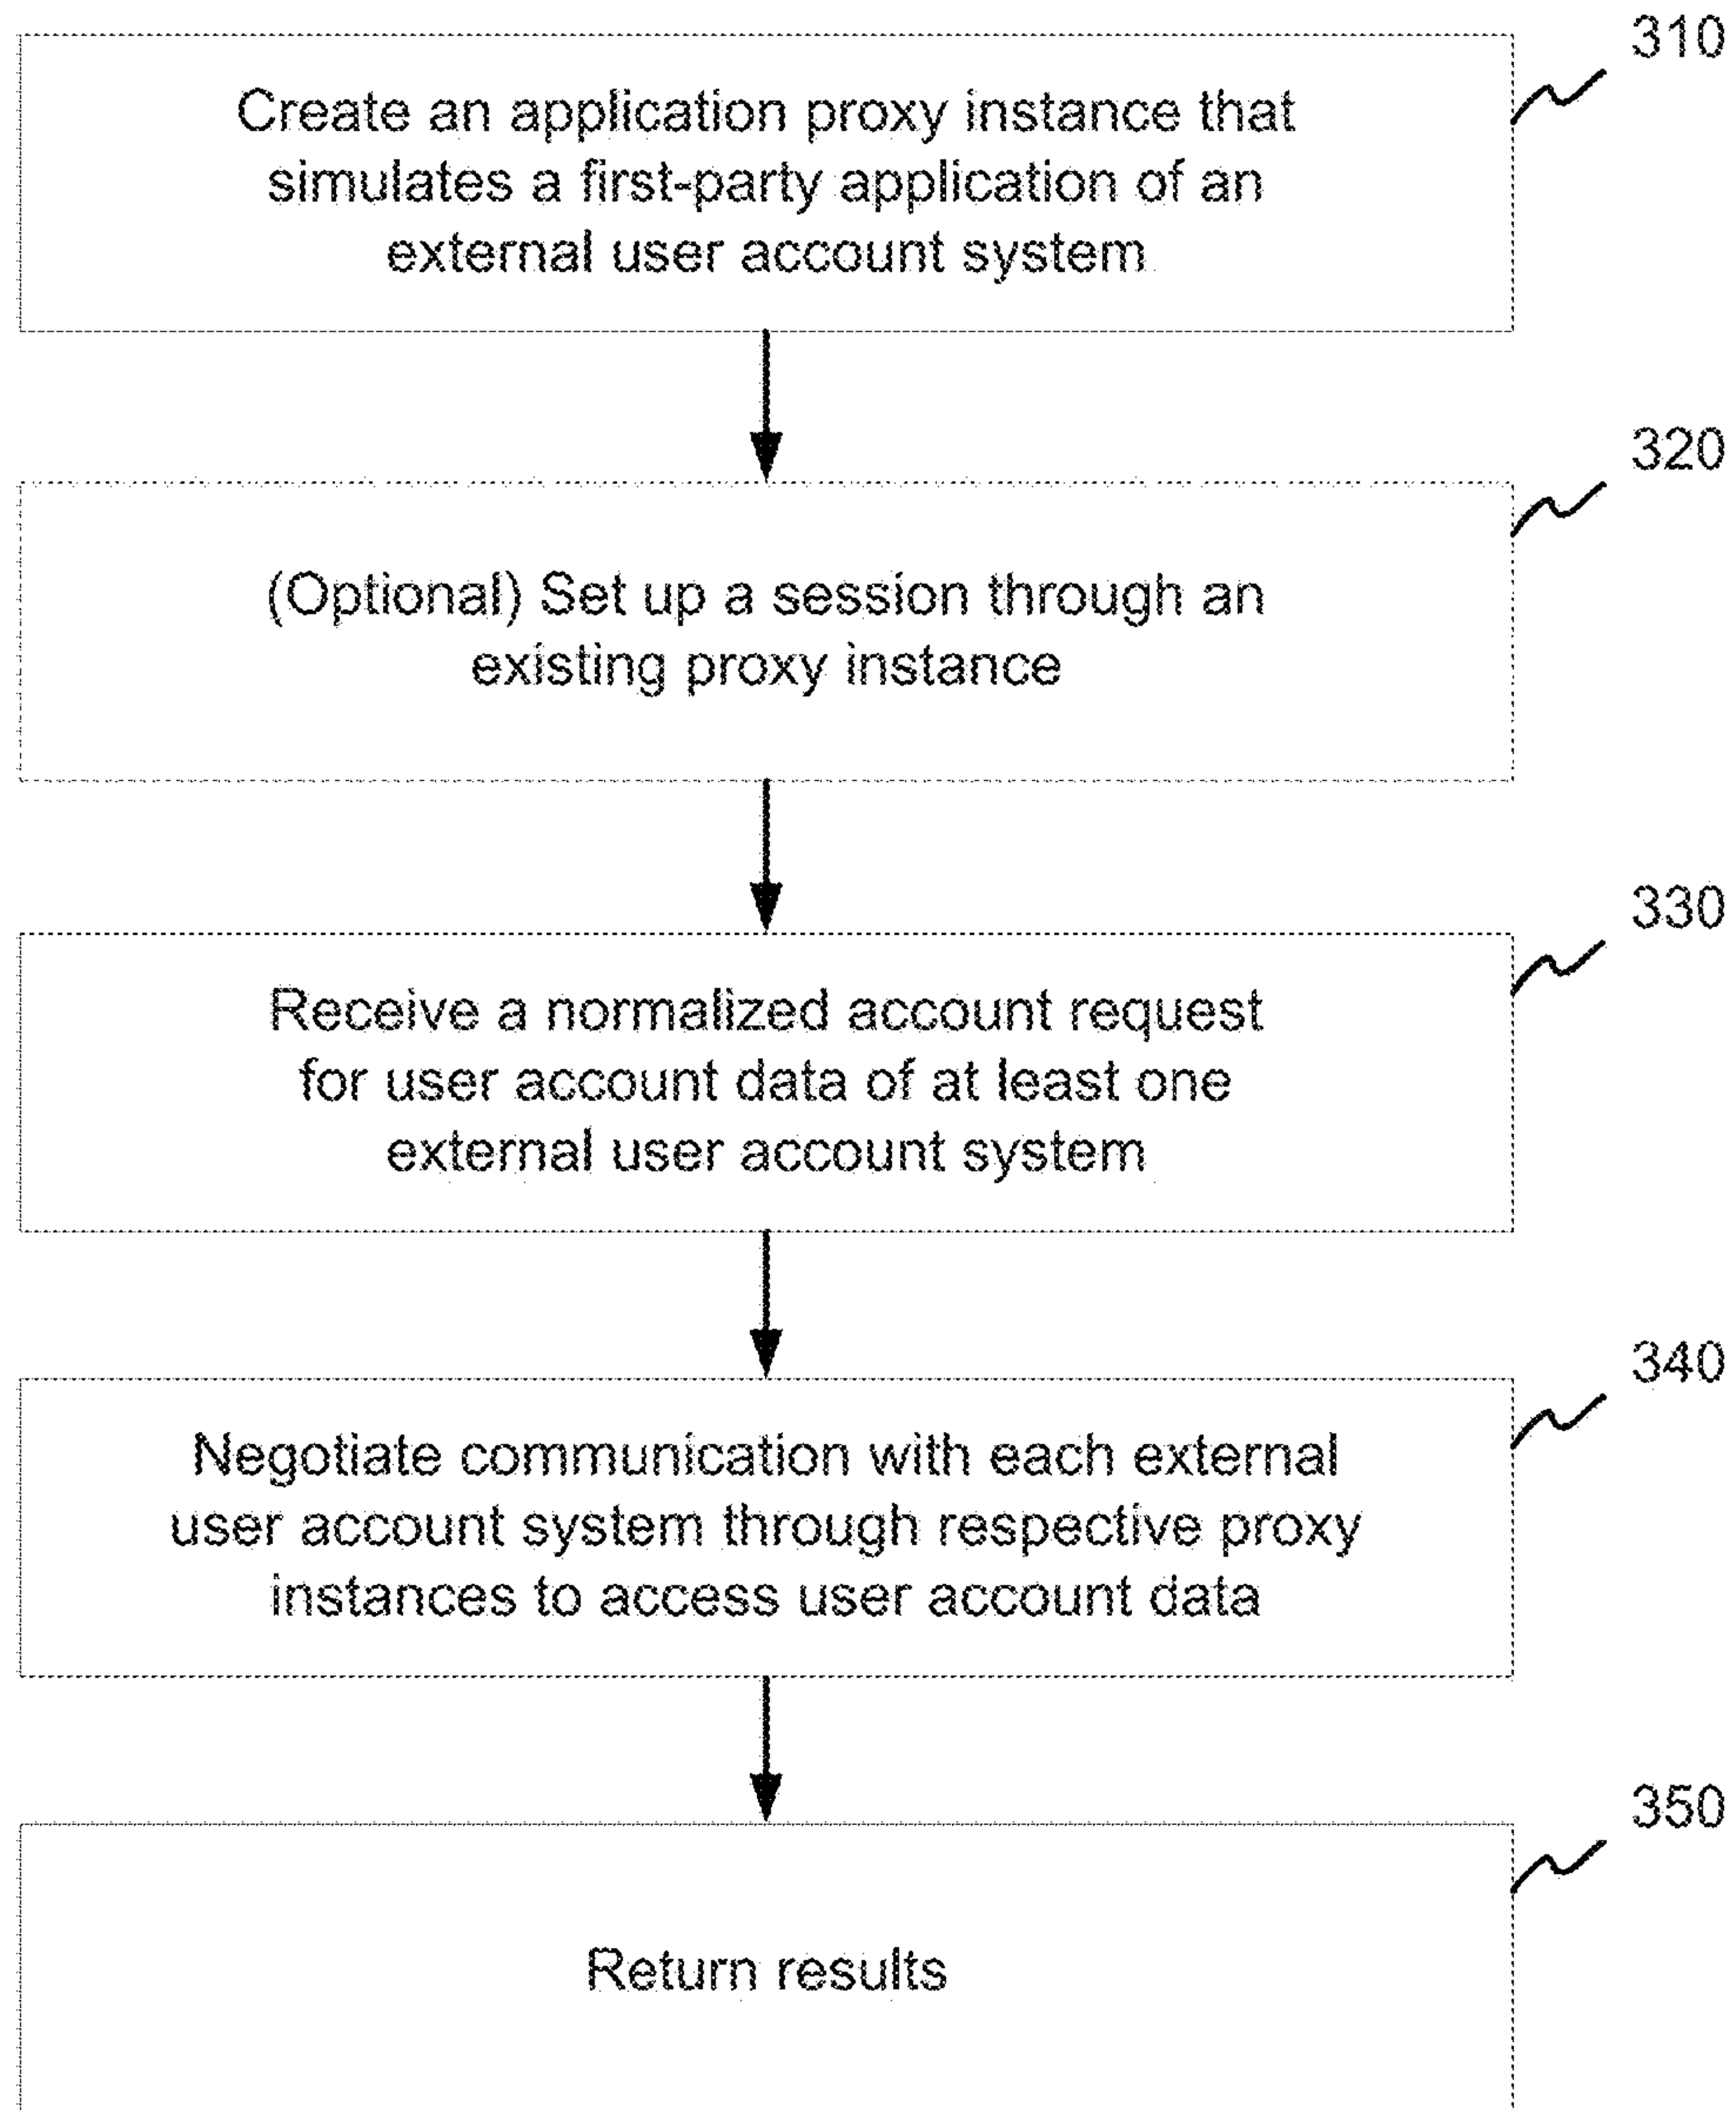 310
Create an application proxy instance that
simulates a first-party application of an
external user account system
320
(Optional) Set up a session through an
existing proxy instance
330
Receive a normalized account request
for user account data of at least one
external user account system
340
Negotiate communication with each external
user account system through respective proxy
instances to access user account data
350
Return results